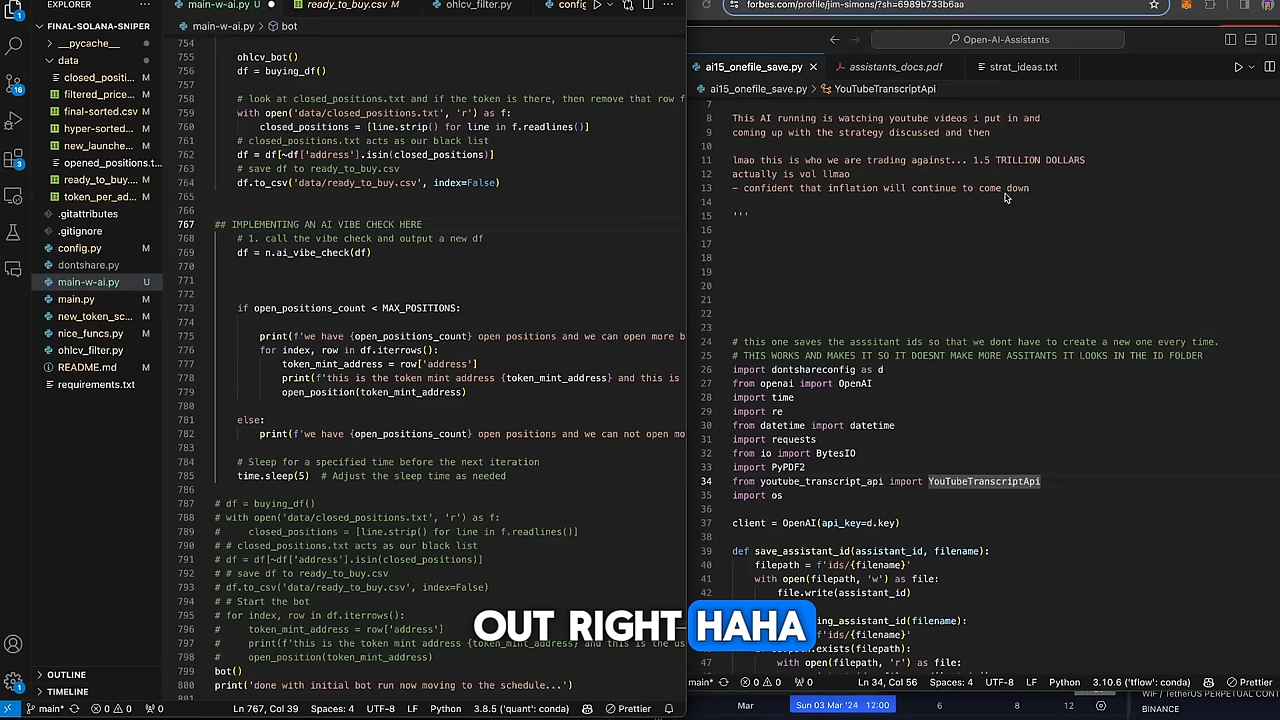 EXPLORER
FINAL-SOLANA-SNIPER
__pycache__
data
closed_positi...
filtered_price...
final-sorted.csv
hyper-sorted...
new_launche...
opened_positions.t...
ready_to_buy.... M
token_per_ad... M
.gitattributes
.gitignore
config.py M
dontshare.py
main-w-ai.py U
main.py M
new_token_sc... M
nice_funcs.py M
ohlcv_filter.py
README.md M
requirements.txt
OUTLINE
TIMELINE
16
3
1
main-w-ai.py U
ready_to_buy.csv M
ohlcv_filter.py
config
main-w-ai.py > bot
754
755 ohlcv_bot()
756 df = buying_df()
757
758 # look at closed_positions.txt and if the token is there, then remove that row f
759 with open('data/closed_positions.txt', 'r') as f:
760 closed_positions = [line.strip() for line in f.readlines()]
761 # closed_positions.txt acts as our black list
762 df = df[~df['address'].isin(closed_positions)]
763 # save df to ready_to_buy.csv
764 df.to_csv('data/ready_to_buy.csv', index=False)
765
766
767 ## IMPLEMENTING AN AI VIBE CHECK HERE
768 # 1. call the vibe check and output a new df
769 df = n.ai_vibe_check(df)
770
771
772
773 if open_positions_count < MAX_POSITIONS:
774
775 print(f'we have {open_positions_count} open positions and we can open more b
776 for index, row in df.iterrows():
777 token_mint_address = row['address']
778 print(f'this is the token mint address {token_mint_address} and this is
779 open_position(token_mint_address)
780
781 else:
782 print(f'we have {open_positions_count} open positions and we can not open mo
783
784 # Sleep for a specified time before the next iteration
785 time.sleep(5) # Adjust the sleep time as needed
786
787 # df = buying_df()
788 # with open('data/closed_positions.txt', 'r') as f:
789 # closed_positions = [line.strip() for line in f.readlines()]
790 # # closed_positions.txt acts as our black list
791 # df = df[~df['address'].isin(closed_positions)]
792 # # save df to ready_to_buy.csv
793 # df.to_csv('data/ready_to_buy.csv', index=False)
794 # # Start the bot
795 # for index, row in df.iterrows():
796 # token_mint_address = row['address']
797 # print(f'this is the token mint address {token_mint_address} and this is the us
798 # open_position(token_mint_address)
799 bot()
800 print('done with initial bot run now moving to the schedule...')
801
main* 0 0 0 Ln 767, Col 39 Spaces: 4 UTF-8 LF Python 3.8.5 ('quant': conda) Prettier
forbes.com/profile/jim-simons/?sh=6989b733b6aa
Open-AI-Assistants
ai15_onefile_save.py
assistants_docs.pdf
strat_ideas.txt
ai15_onefile_save.py > YouTubeTranscriptApi
7
8 This AI running is watching youtube videos i put in and
9 coming up with the strategy discussed and then
10
11 lmao this is who we are trading against... 1.5 TRILLION DOLLARS
12 actually is vol llmao
13 - confident that inflation will continue to come down
14
15 '''
16
17
18
19
20
21
22
23
24 # this one saves the asssitant ids so that we dont have to create a new one every time.
25 # THIS WORKS AND MAKES IT SO IT DOESNT MAKE MORE ASSITANTS IT LOOKS IN THE ID FOLDER
26 import dontshareconfig as d
27 from openai import OpenAI
28 import time
29 import re
30 from datetime import datetime
31 import requests
32 from io import BytesIO
33 import PyPDF2
34 from youtube_transcript_api import YouTubeTranscriptApi
35 import os
36
37 client = OpenAI(api_key=d.key)
38
39 def save_assistant_id(assistant_id, filename):
40 filepath = f'ids/{filename}'
41 with open(filepath, 'w') as file:
42 file.write(assistant_id)
ing_assistant_id(filename):
= f'ids/{filename}'
th.exists(filepath):
47 with open(filepath, 'r') as file:
OUT RIGHT HAHA
main* 0 0 0 Ln 34, Col 56 Spaces: 4 UTF-8 LF Python 3.10.6 ('tflow': conda) Prettier
Mar Sun 03 Mar '24 12:00 6 8 12
WIF / TetherUS PERPETUAL CONT
BINANCE